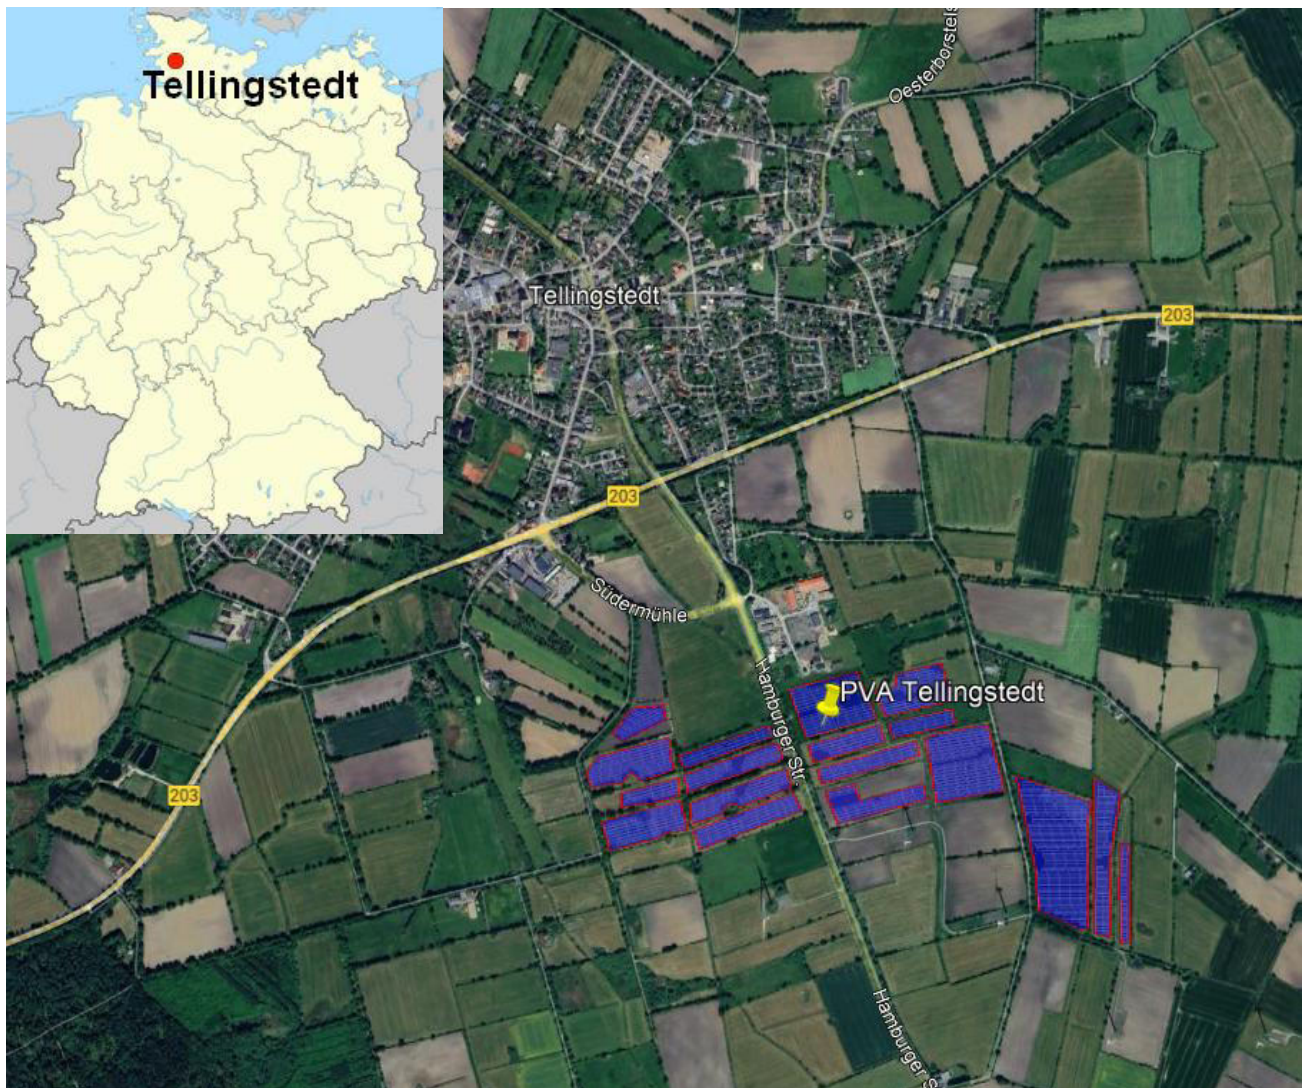 Tellingstedt
Oesterborstels
Tellingstedt
203
203
Südermühle
Hamburger Str.
PVA Tellingstedt
203
Hamburger S